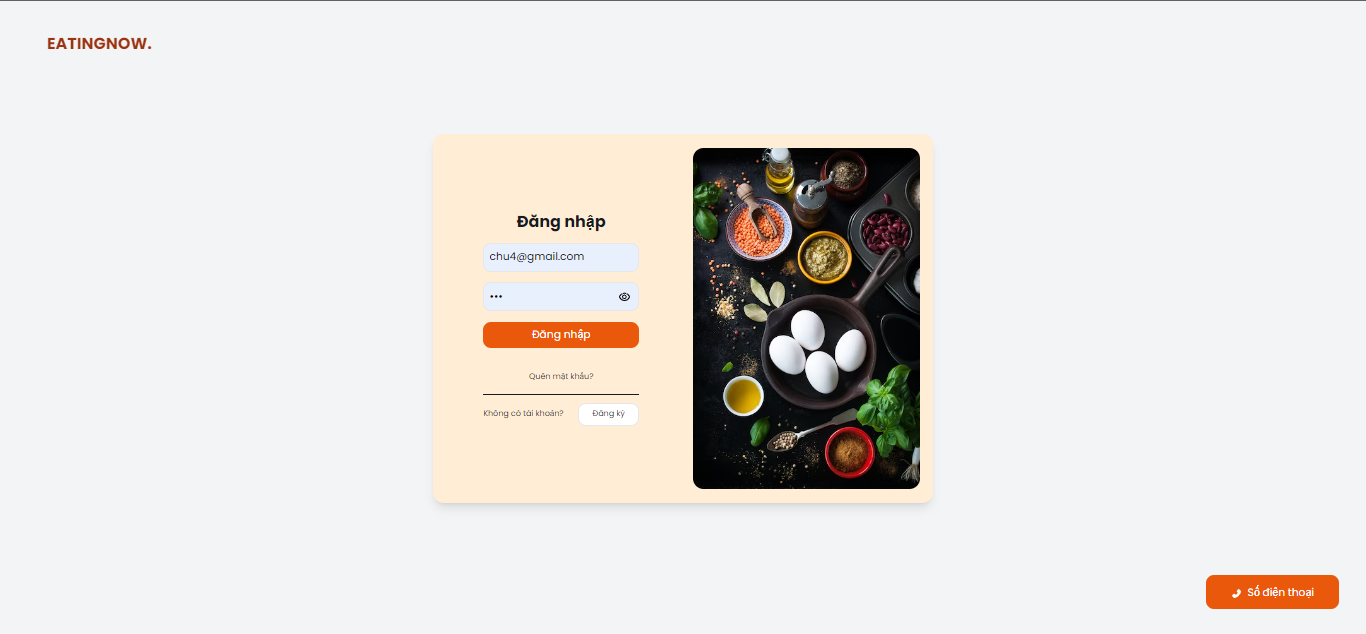 EATINGNOW.
Đăng nhập
chu4@gmail.com
•••
Đăng nhập
Quên mật khẩu?
Không có tài khoản? Đăng ký
Số điện thoại